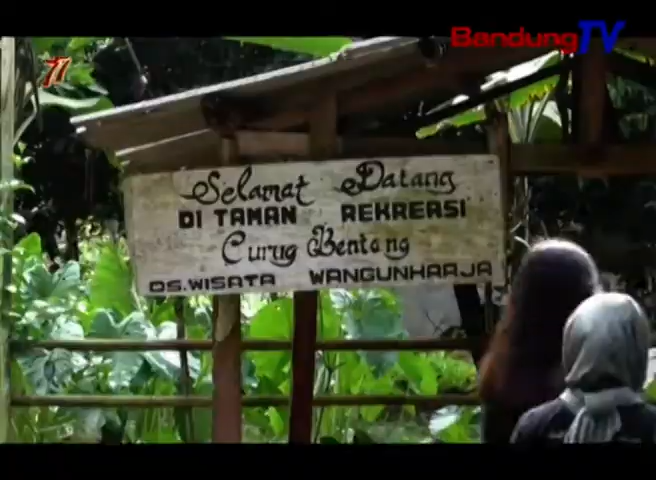 BandungTV
Selamat Datang
DI TAMAN REKREASI
Curug Bentang
DS.WISATA WANGUNHARJA